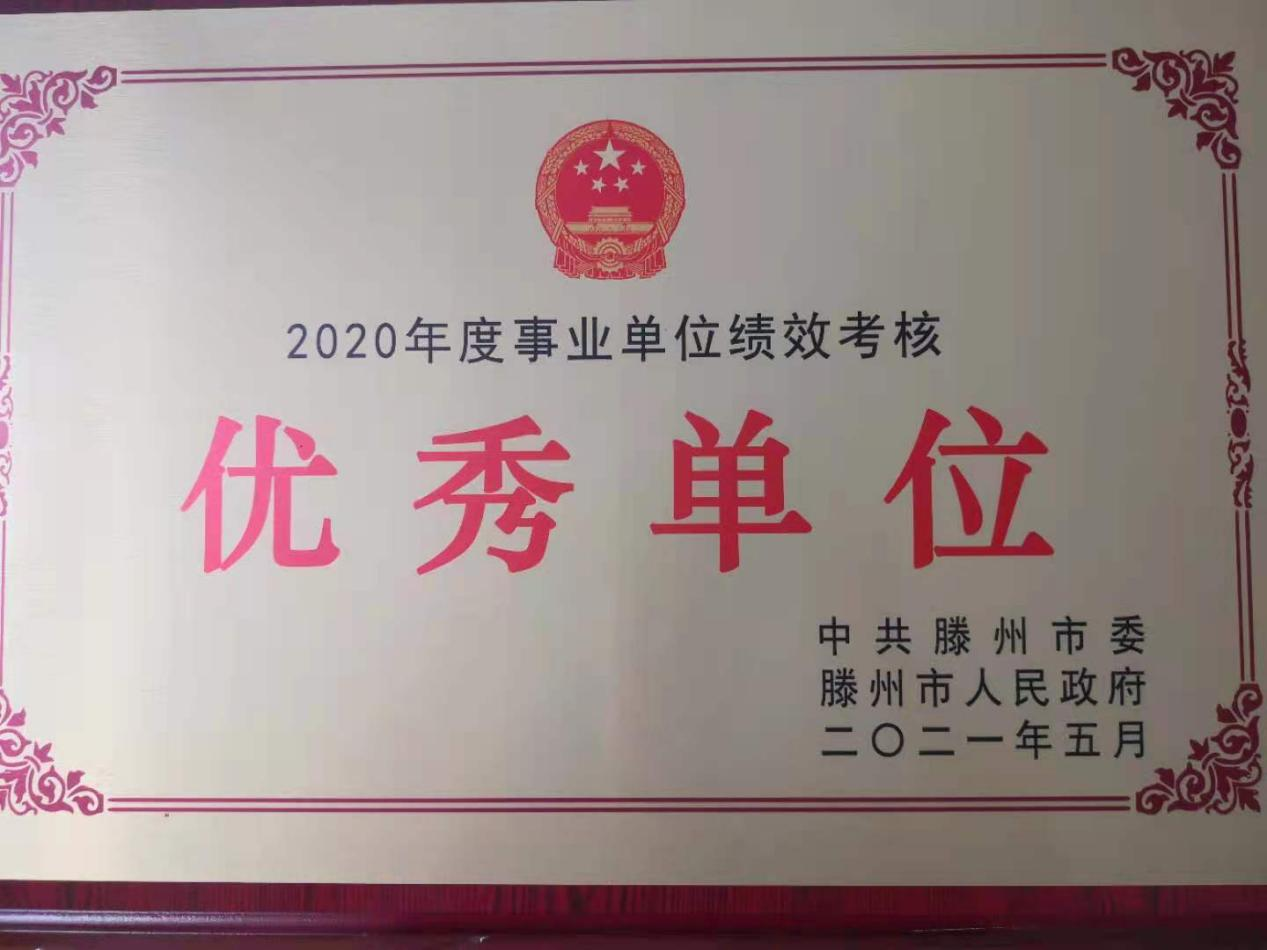 2020年度事业单位绩效考核
优秀单位
中共滕州市委
滕州市人民政府
二〇二一年五月